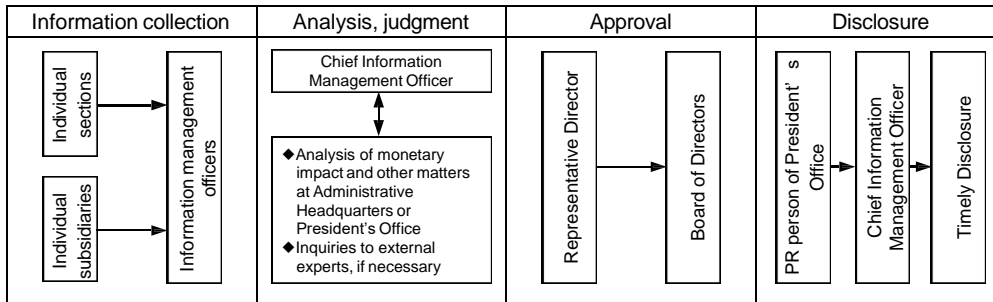 Information collection
Individual
sections
Individual
subsidiaries
Information management
officers
Analysis, judgment
Chief Information
Management Officer
◆Analysis of monetary
impact and other matters
at Administrative
Headquarters or
President's Office
◆Inquiries to external
experts, if necessary
Approval
Representative Director
Board of Directors
Disclosure
PR person of President' s
Office
Chief Information
Management Officer
Timely Disclosure